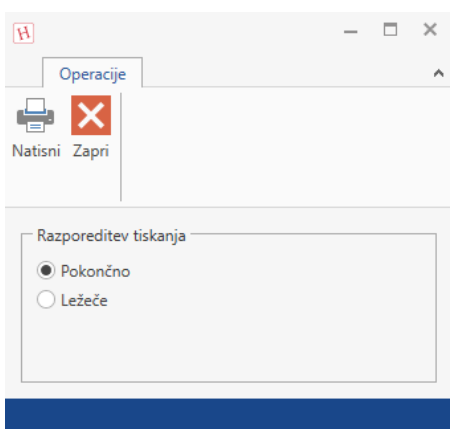 H
Operacije
Natisni Zapri
Razporeditev tiskanja
Pokončno
Ležeče